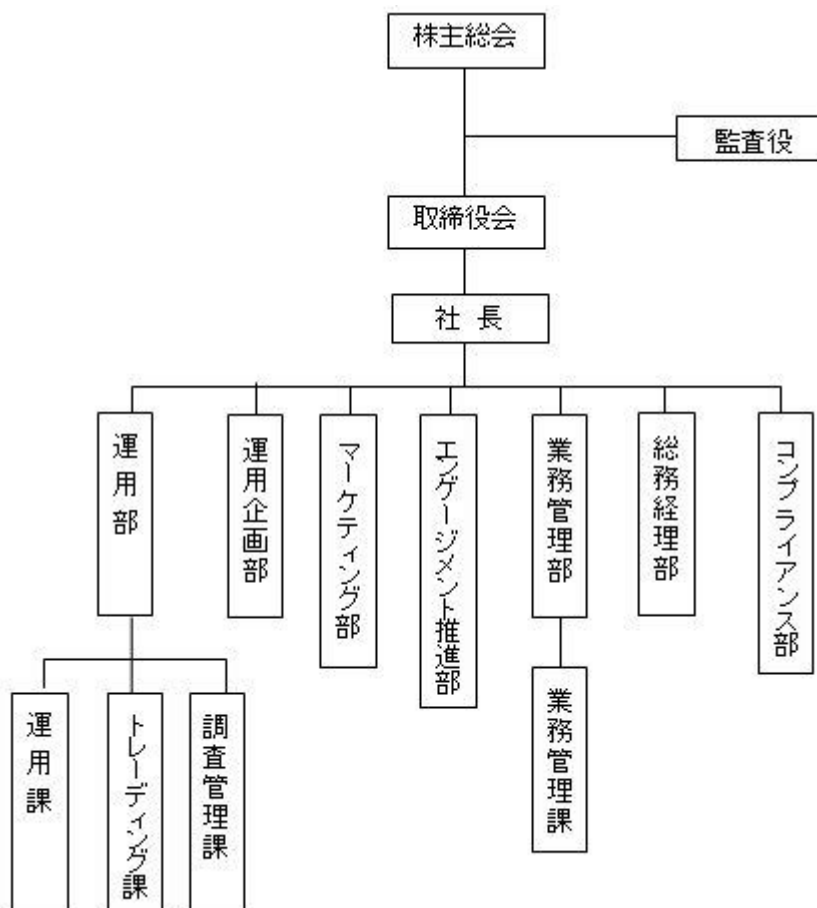 株主総会
監査役
取締役会
社 長
運用部
運用企画部
マーケティング部
エンゲージメント推進部
業務管理部
総務経理部
コンプライアンス部
運用課
トレーディング課
調査管理課
業務管理課